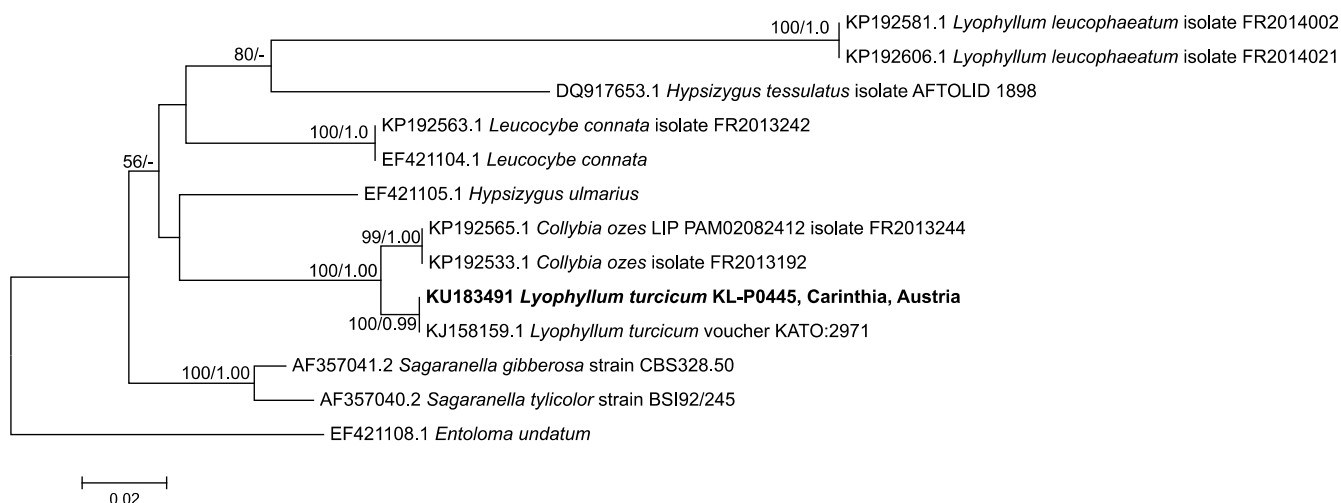 100/1.0
KP192581.1 Lyophyllum leucophaeatum isolate FR2014002
KP192606.1 Lyophyllum leucophaeatum isolate FR2014021
80/-
DQ917653.1 Hypsizygus tessulatus isolate AFTOLID 1898
100/1.0
KP192563.1 Leucocybe connata isolate FR2013242
EF421104.1 Leucocybe connata
56/-
EF421105.1 Hypsizygus ulmarius
KP192565.1 Collybia ozes LIP PAM02082412 isolate FR2013244
99/1.00
KP192533.1 Collybia ozes isolate FR2013192
100/1.00
KU183491 Lyophyllum turcicum KL-P0445, Carinthia, Austria
100/0.99
KJ158159.1 Lyophyllum turcicum voucher KATO:2971
AF357041.2 Sagaranella gibberosa strain CBS328.50
100/1.00
AF357040.2 Sagaranella tylicolor strain BSI92/245
EF421108.1 Entoloma undatum
0.02